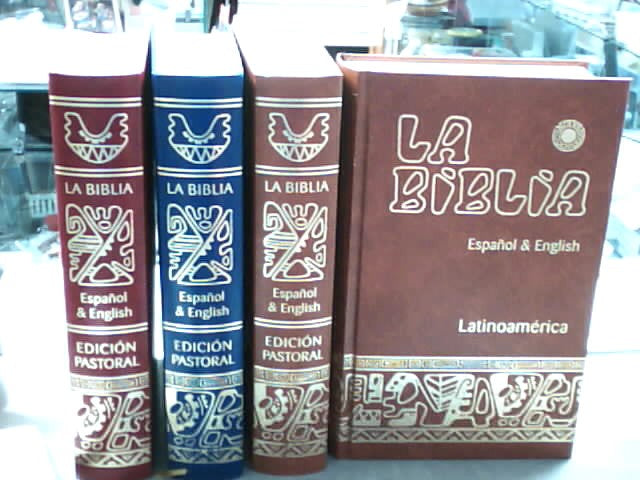 LA BIBLIA
Español
& English
EDICIÓN
PASTORAL
LA BIBLIA
Español
& English
EDICIÓN
PASTORAL
LA BIBLIA
Español
& English
EDICIÓN
PASTORAL
LA
BIBLIA
Español & English
Latinoamérica